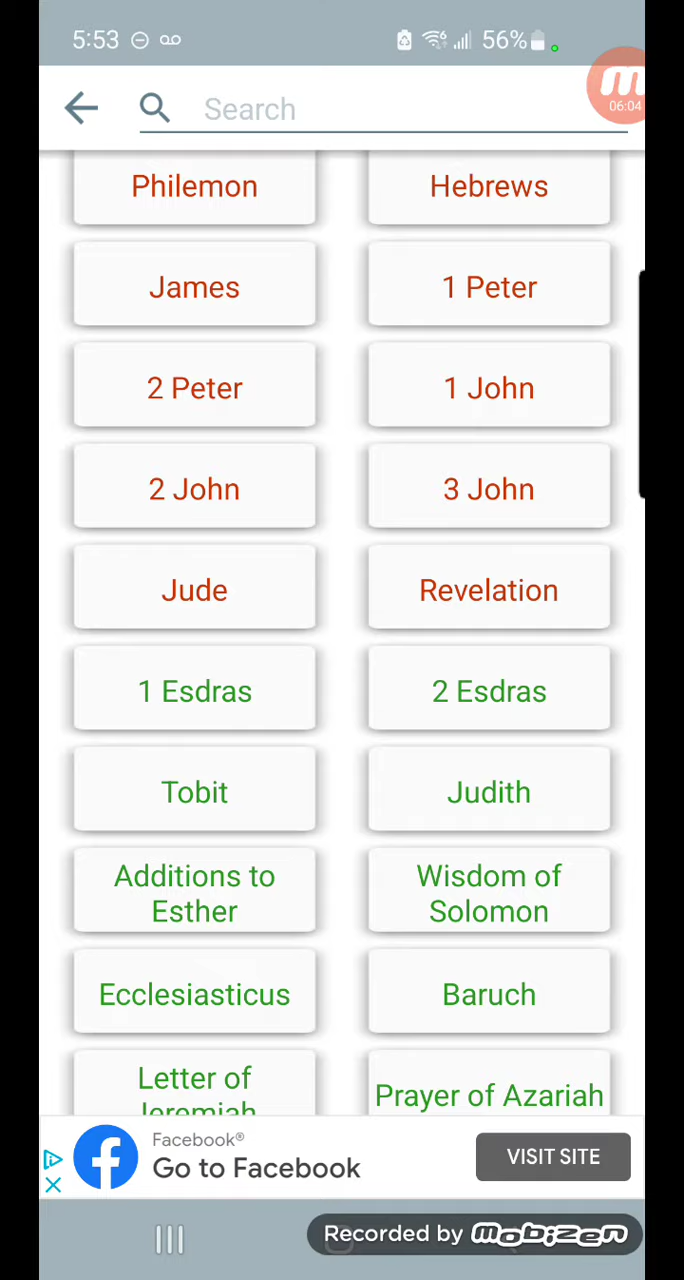 5:53
56%
Search
06:04
Philemon
Hebrews
James
1 Peter
2 Peter
1 John
2 John
3 John
Jude
Revelation
1 Esdras
2 Esdras
Tobit
Judith
Additions to
Esther
Wisdom of
Solomon
Ecclesiasticus
Baruch
Letter of
Jeremiah
Prayer of Azariah
Facebook®
Go to Facebook
VISIT SITE
Recorded by mobizen